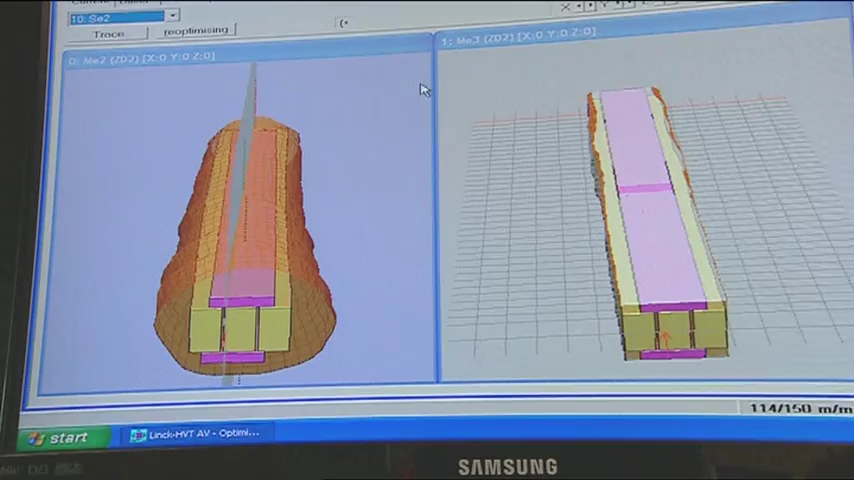 10: Se2
Trace
reoptimising
0: Me2 (ZD2) [X:0 Y:0 Z:0]
1: Me3 (ZD2) [X:0 Y:0 Z:0]
114/150 m/m
start
Linck-HVT AV - Optimi...
SAMSUNG